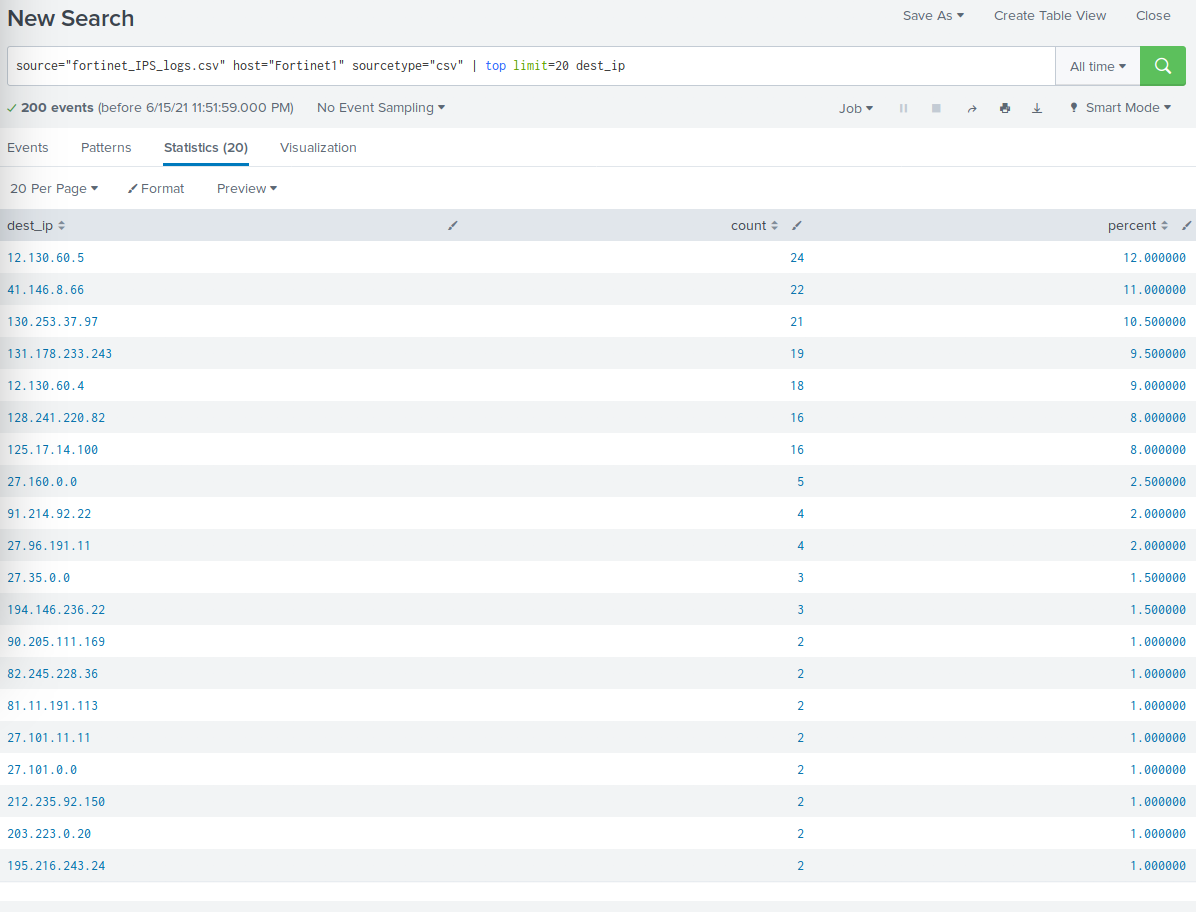 New Search
Save As Create Table View Close
source="fortinet_IPS_logs.csv" host="Fortinet1" sourcetype="csv" | top limit=20 dest_ip
All time
200 events (before 6/15/21 11:51:59.000 PM) No Event Sampling
Job Smart Mode
Events Patterns Statistics (20) Visualization
20 Per Page Format Preview
dest_ip count percent
12.130.60.5 24 12.000000
41.146.8.66 22 11.000000
130.253.37.97 21 10.500000
131.178.233.243 19 9.500000
12.130.60.4 18 9.000000
128.241.220.82 16 8.000000
125.17.14.100 16 8.000000
27.160.0.0 5 2.500000
91.214.92.22 4 2.000000
27.96.191.11 4 2.000000
27.35.0.0 3 1.500000
194.146.236.22 3 1.500000
90.205.111.169 2 1.000000
82.245.228.36 2 1.000000
81.11.191.113 2 1.000000
27.101.11.11 2 1.000000
27.101.0.0 2 1.000000
212.235.92.150 2 1.000000
203.223.0.20 2 1.000000
195.216.243.24 2 1.000000